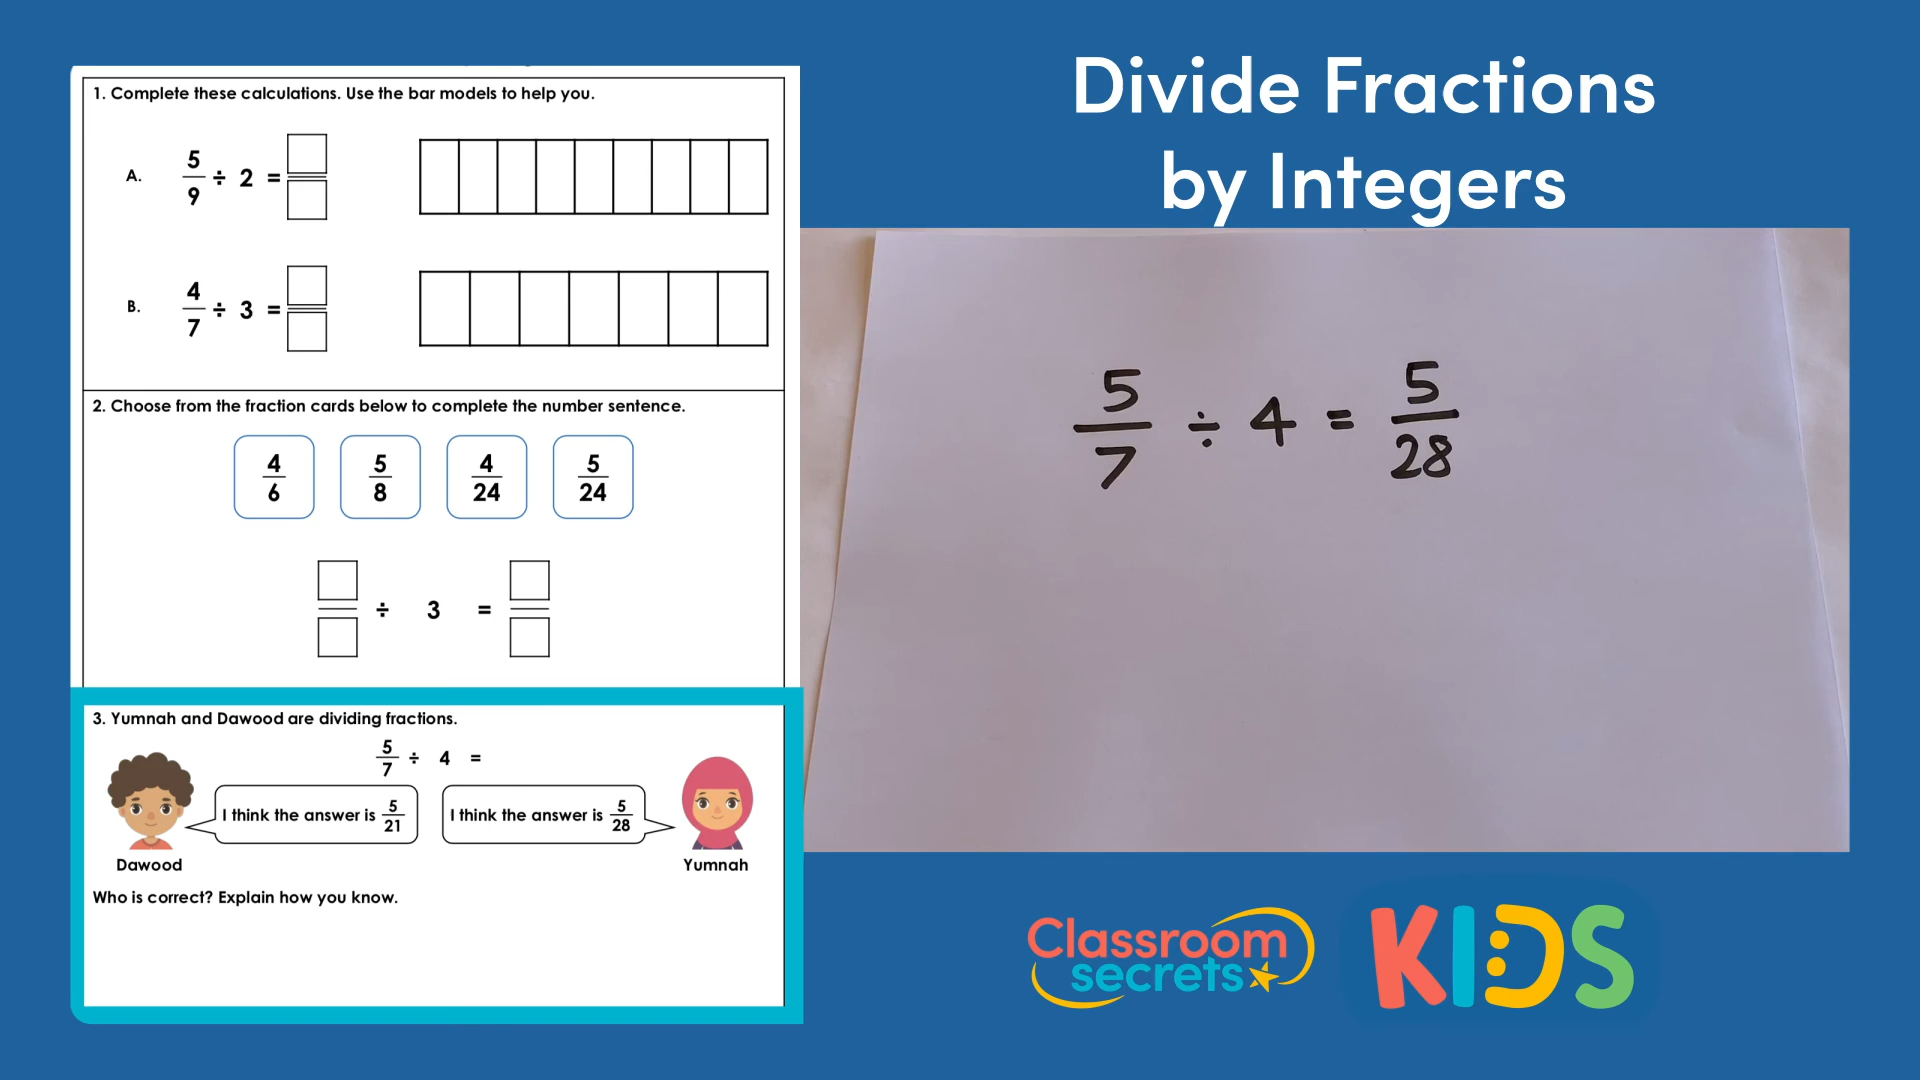 Divide Fractions
by Integers
1. Complete these calculations. Use the bar models to help you.
A. 5/9 ÷ 2 =
B. 4/7 ÷ 3 =
2. Choose from the fraction cards below to complete the number sentence.
4/6 5/8 4/24 5/24
÷ 3 =
3. Yumnah and Dawood are dividing fractions.
5/7 ÷ 4 =
I think the answer is 5/21
I think the answer is 5/28
Dawood
Yumnah
Who is correct? Explain how you know.
5/7 ÷ 4 = 5/28
Classroom
secrets
KIDS